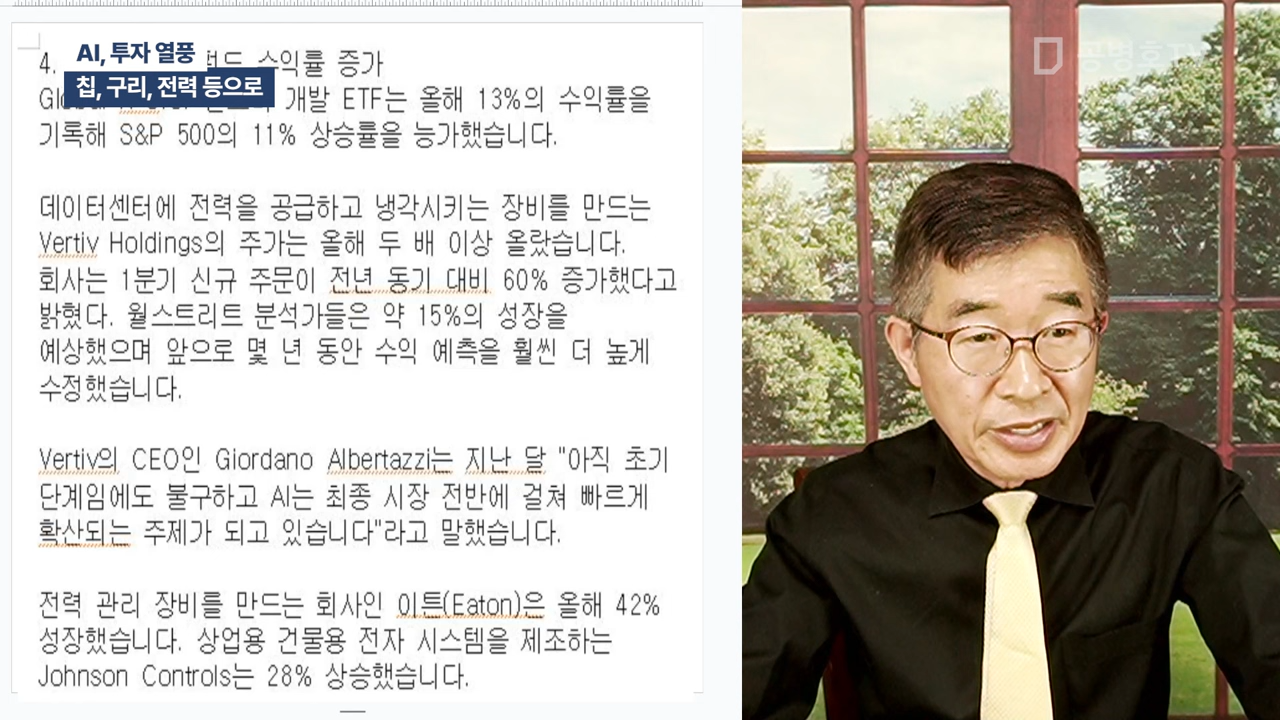 AI, 투자 열풍
칩, 구리, 전력 등으로
공병호TV
4. 펀드 수익률 증가
개발 ETF는 올해 13%의 수익률을
기록해 S&P 500의 11% 상승률을 능가했습니다.
데이터센터에 전력을 공급하고 냉각시키는 장비를 만드는
Vertiv Holdings의 주가는 올해 두 배 이상 올랐습니다.
회사는 1분기 신규 주문이 전년 동기 대비 60% 증가했다고
밝혔다. 월스트리트 분석가들은 약 15%의 성장을
예상했으며 앞으로 몇 년 동안 수익 예측을 훨씬 더 높게
수정했습니다.
Vertiv의 CEO인 Giordano Albertazzi는 지난 달 "아직 초기
단계임에도 불구하고 AI는 최종 시장 전반에 걸쳐 빠르게
확산되는 주제가 되고 있습니다"라고 말했습니다.
전력 관리 장비를 만드는 회사인 이튼(Eaton)은 올해 42%
성장했습니다. 상업용 건물용 전자 시스템을 제조하는
Johnson Controls는 28% 상승했습니다.